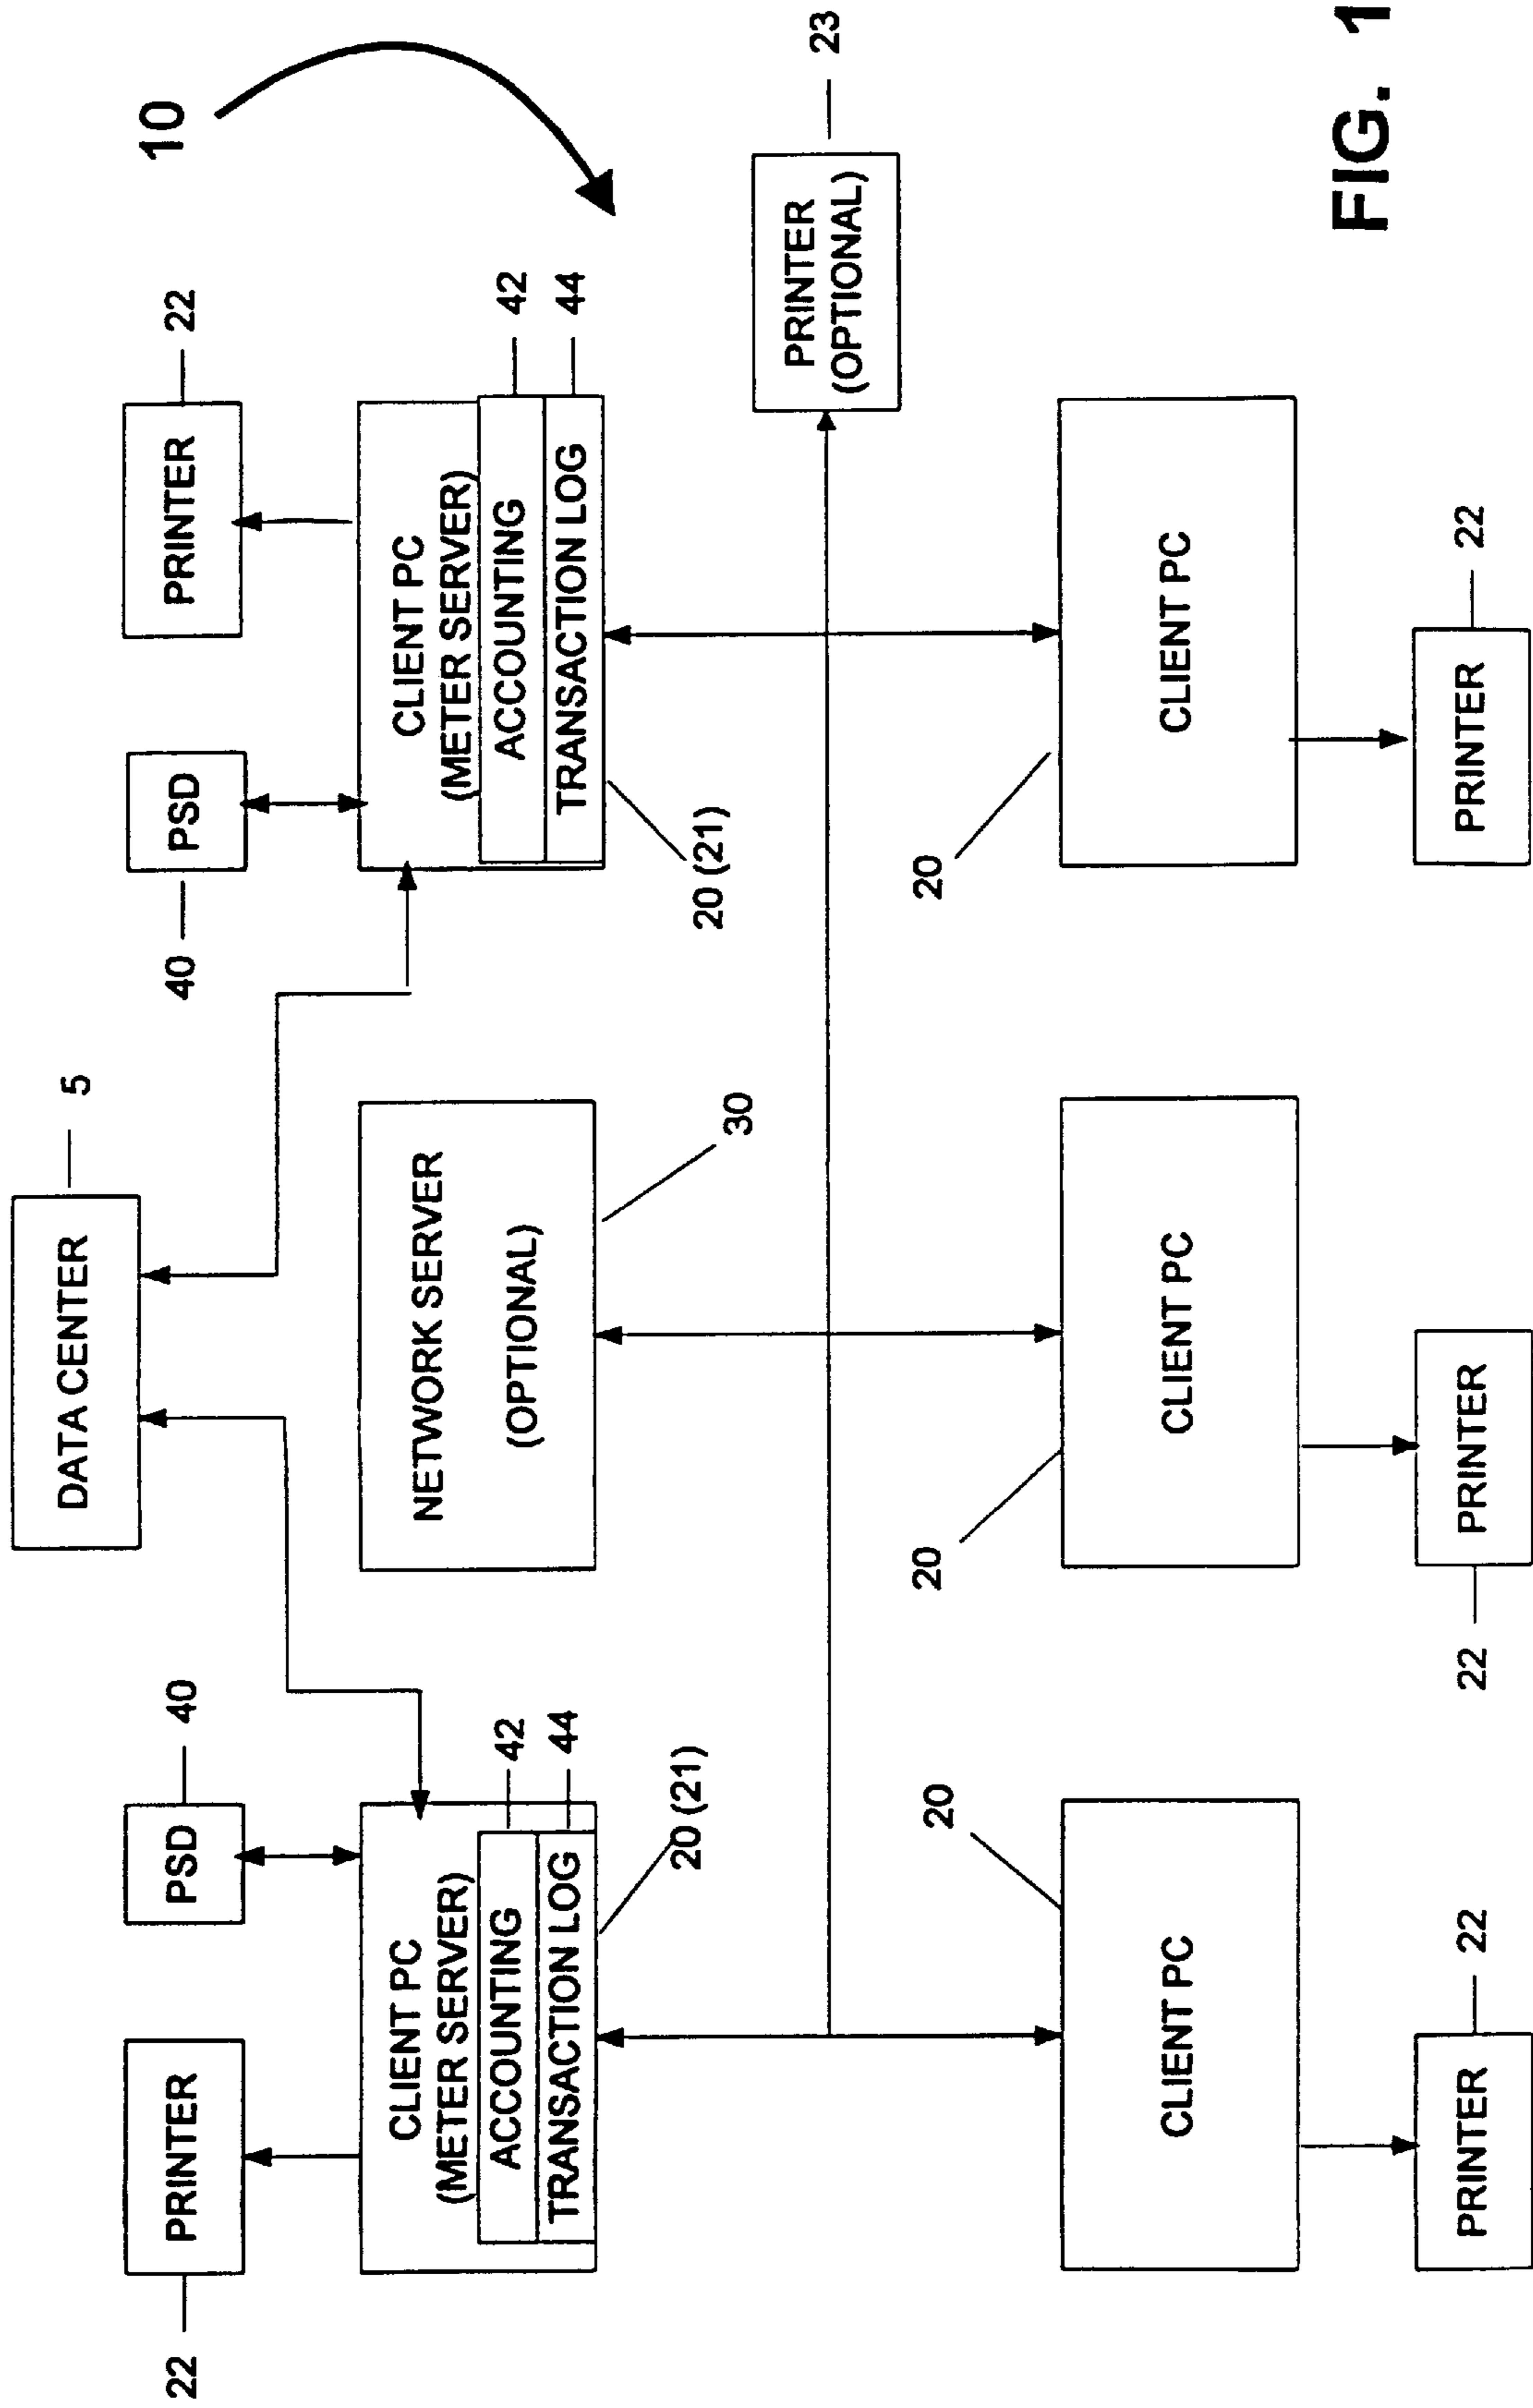 DATA CENTER
5
10
22
PRINTER
PSD
40
40
PSD
PRINTER
22
CLIENT PC
(METER SERVER)
ACCOUNTING
42
TRANSACTION LOG
44
20 (21)
NETWORK SERVER
(OPTIONAL)
30
CLIENT PC
(METER SERVER)
ACCOUNTING
42
TRANSACTION LOG
44
20 (21)
PRINTER
(OPTIONAL)
23
20
CLIENT PC
20
CLIENT PC
20
CLIENT PC
PRINTER
22
22
PRINTER
PRINTER
22
FIG. 1